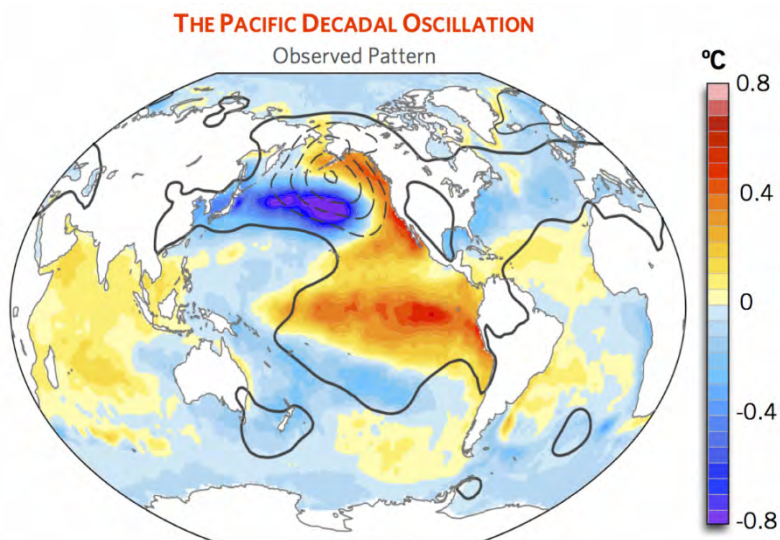 THE PACIFIC DECADAL OSCILLATION
Observed Pattern
ºC
0.8
0.4
0
-0.4
-0.8